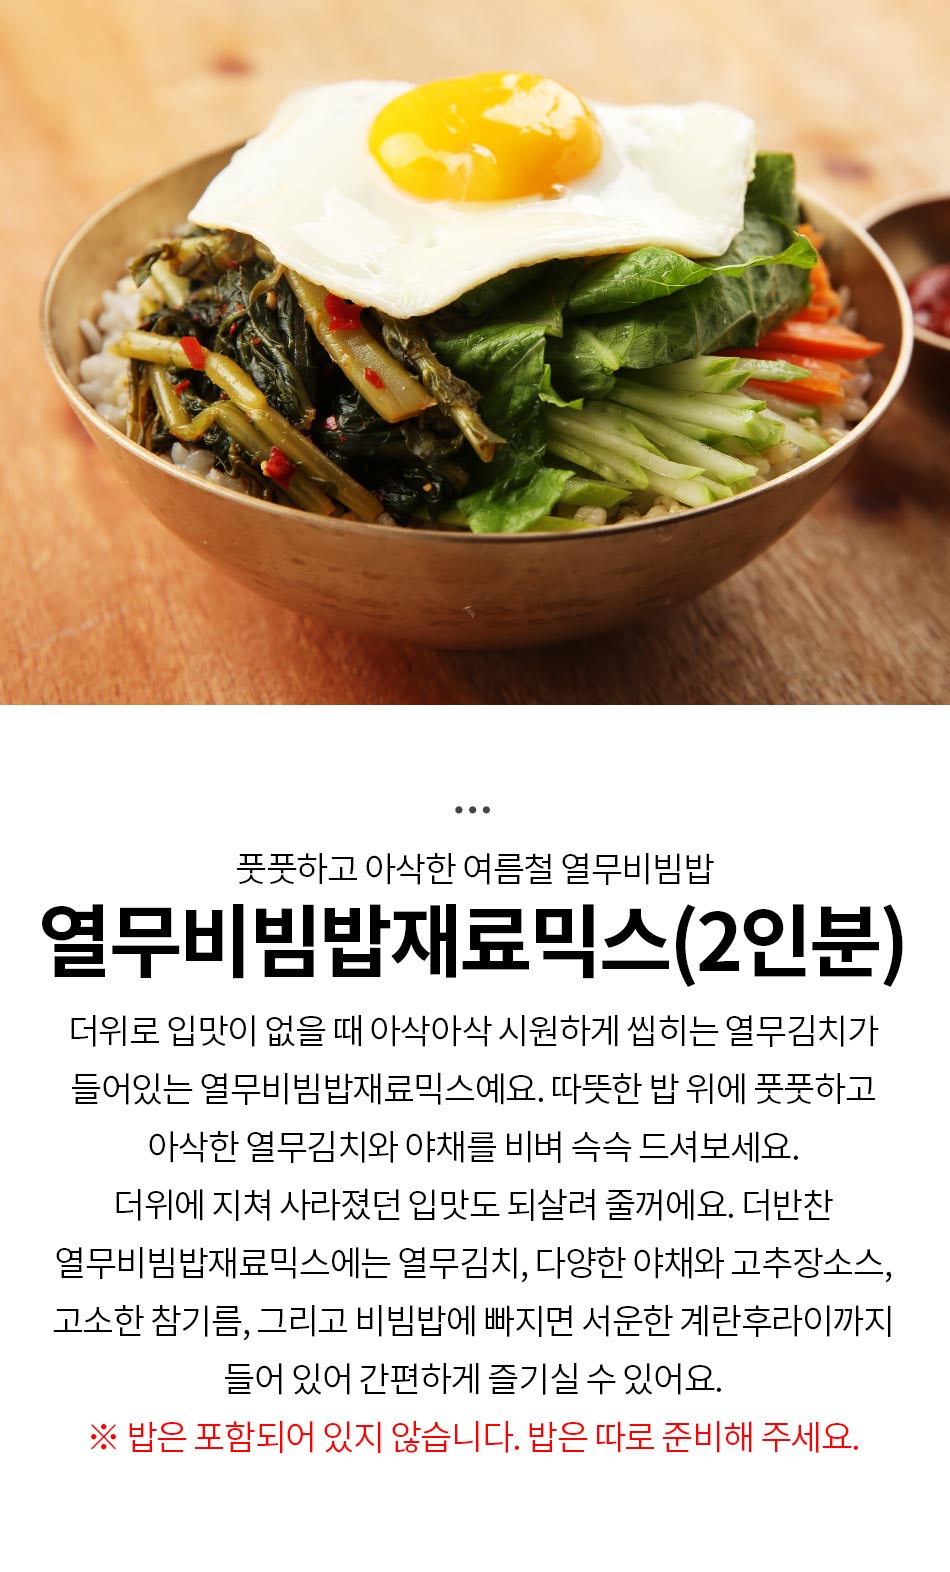 풋풋하고 아삭한 여름철 열무비빔밥
열무비빔밥재료믹스(2인분)
더위로 입맛이 없을 때 아삭아삭 시원하게 씹히는 열무김치가
들어있는 열무비빔밥재료믹스예요. 따뜻한 밥 위에 풋풋하고
아삭한 열무김치와 야채를 비벼 슥슥 드셔보세요.
더위에 지쳐 사라졌던 입맛도 되살려 줄꺼에요. 더반찬
열무비빔밥재료믹스에는 열무김치, 다양한 야채와 고추장소스,
고소한 참기름, 그리고 비빔밥에 빠지면 서운한 계란후라이까지
들어 있어 간편하게 즐기실 수 있어요.
※ 밥은 포함되어 있지 않습니다. 밥은 따로 준비해 주세요.